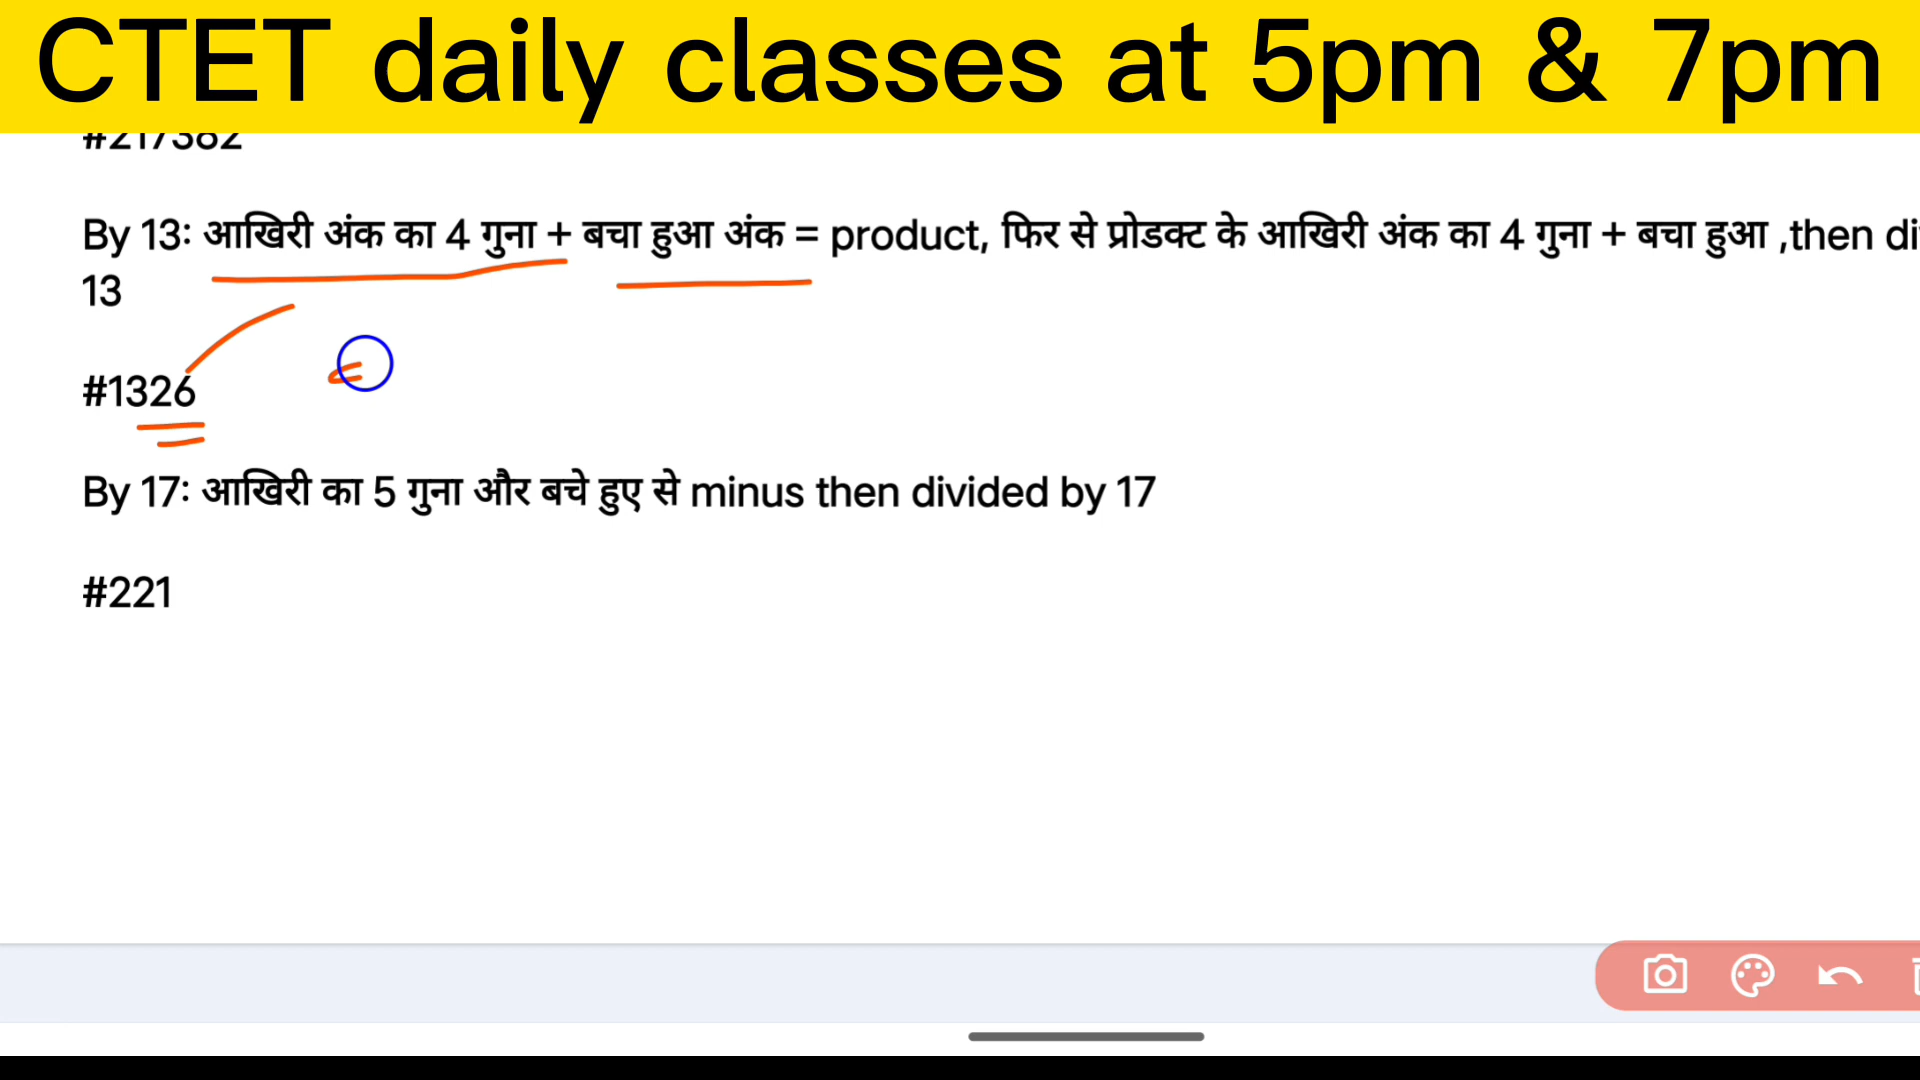 CTET daily classes at 5pm & 7pm
#217382
By 13: आखिरी अंक का 4 गुना + बचा हुआ अंक = product, फिर से प्रोडक्ट के आखिरी अंक का 4 गुना + बचा हुआ ,then di
13
#1326
By 17: आखिरी का 5 गुना और बचे हुए से minus then divided by 17
#221